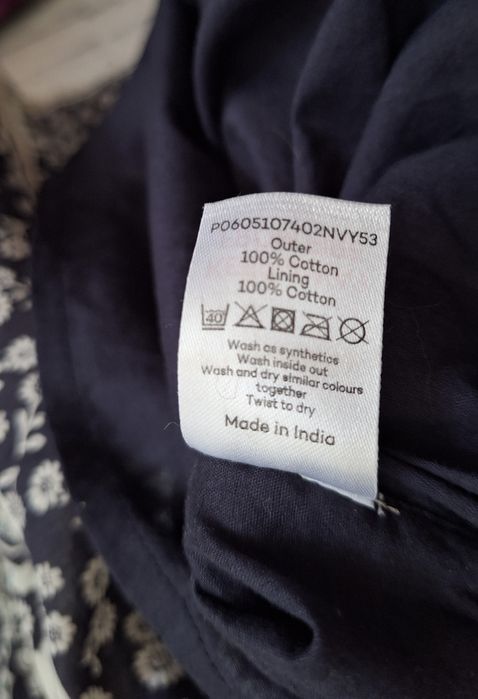 P0605107402NVY53
Outer
100% Cotton
Lining
100% Cotton
40
Wash as synthetics
Wash inside out
Wash and dry similar colours
together
Twist to dry
Made in India